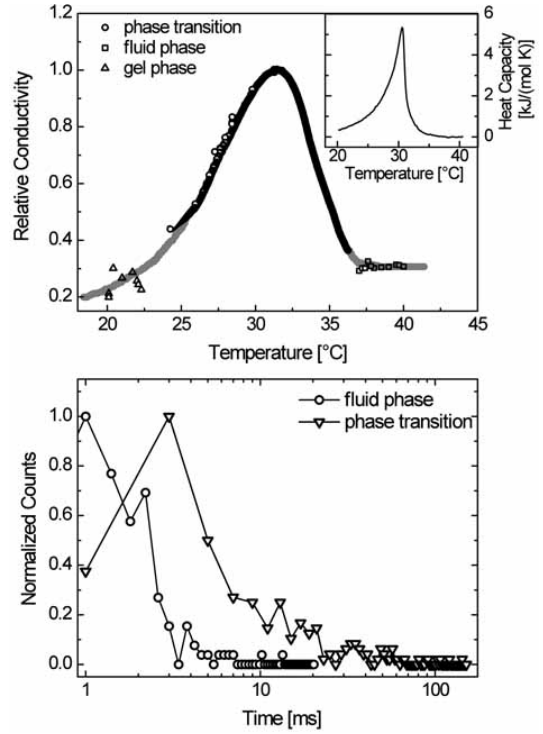 phase transition
fluid phase
gel phase
1.2
1.0
0.8
0.6
0.4
0.2
Relative Conductivity
20
25
30
35
40
45
Temperature [°C]
6
4
2
0
Heat Capacity
[kJ/(mol K)]
20
30
40
Temperature [°C]
fluid phase
phase transition
1.0
0.8
0.6
0.4
0.2
0.0
Normalized Counts
1
10
100
Time [ms]